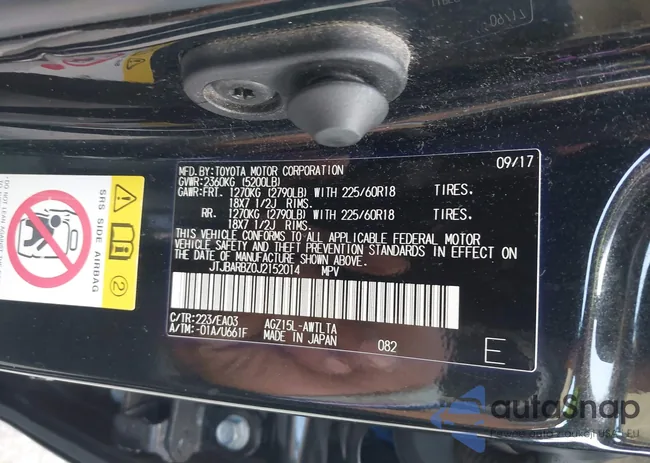 MFD.BY:TOYOTA MOTOR CORPORATION 09/17
GVWR:2360KG (5200LB)
GAWR:FRT. 1270KG (2790LB) WITH 225/60R18 TIRES.
18X7 1/2J RIMS.
RR. 1270KG (2790LB) WITH 225/60R18 TIRES.
18X7 1/2J RIMS.
THIS VEHICLE CONFORMS TO ALL APPLICABLE FEDERAL MOTOR
VEHICLE SAFETY AND THEFT PREVENTION STANDARDS IN EFFECT ON
THE DATE OF MANUFACTURE SHOWN ABOVE.
JTJBARBZ0J2152014 MPV
C/TR:223/EA03 AGZ15L-AWTLTA
A/TM:-01A/U661F MADE IN JAPAN 082 E
SRS SIDE AIRBAG
2
autoSnap